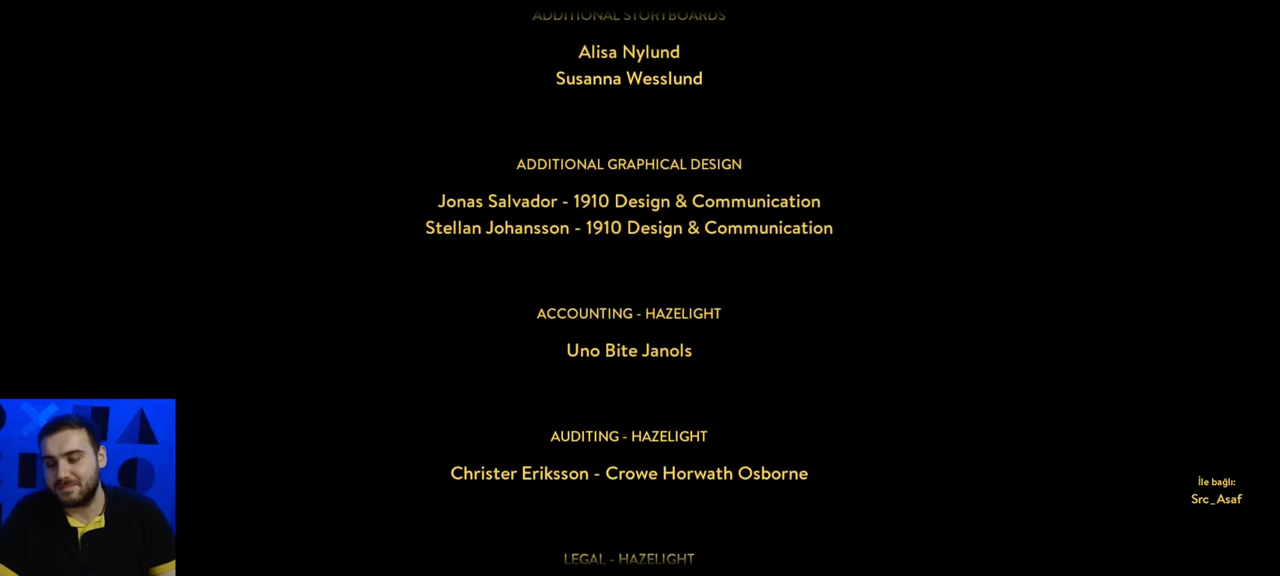 ADDITIONAL STORYBOARDS
Alisa Nylund
Susanna Wesslund
ADDITIONAL GRAPHICAL DESIGN
Jonas Salvador - 1910 Design & Communication
Stellan Johansson - 1910 Design & Communication
ACCOUNTING - HAZELIGHT
Uno Bite Janols
AUDITING - HAZELIGHT
Christer Eriksson - Crowe Horwath Osborne
İle bağlı:
Src_Asaf
LEGAL - HAZELIGHT